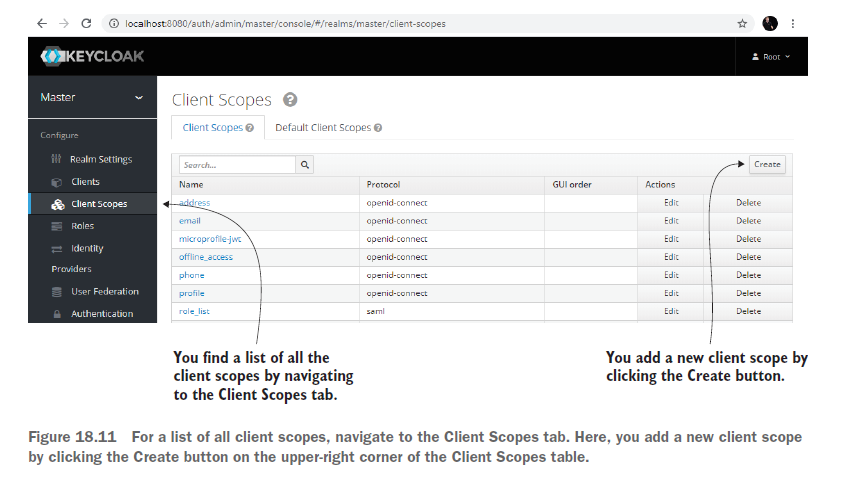 localhost:8080/auth/admin/master/console/#/realms/master/client-scopes
KEYCLOAK
Root
Master
Client Scopes
Client Scopes
Default Client Scopes
Configure
Realm Settings
Clients
Client Scopes
Roles
Identity
Providers
User Federation
Authentication
Search...
Create
Name Protocol GUI order Actions
address openid-connect Edit Delete
email openid-connect Edit Delete
microprofile-jwt openid-connect Edit Delete
offline_access openid-connect Edit Delete
phone openid-connect Edit Delete
profile openid-connect Edit Delete
role_list saml Edit Delete
You find a list of all the
client scopes by navigating
to the Client Scopes tab.
You add a new client scope by
clicking the Create button.
Figure 18.11 For a list of all client scopes, navigate to the Client Scopes tab. Here, you add a new client scope
by clicking the Create button on the upper-right corner of the Client Scopes table.